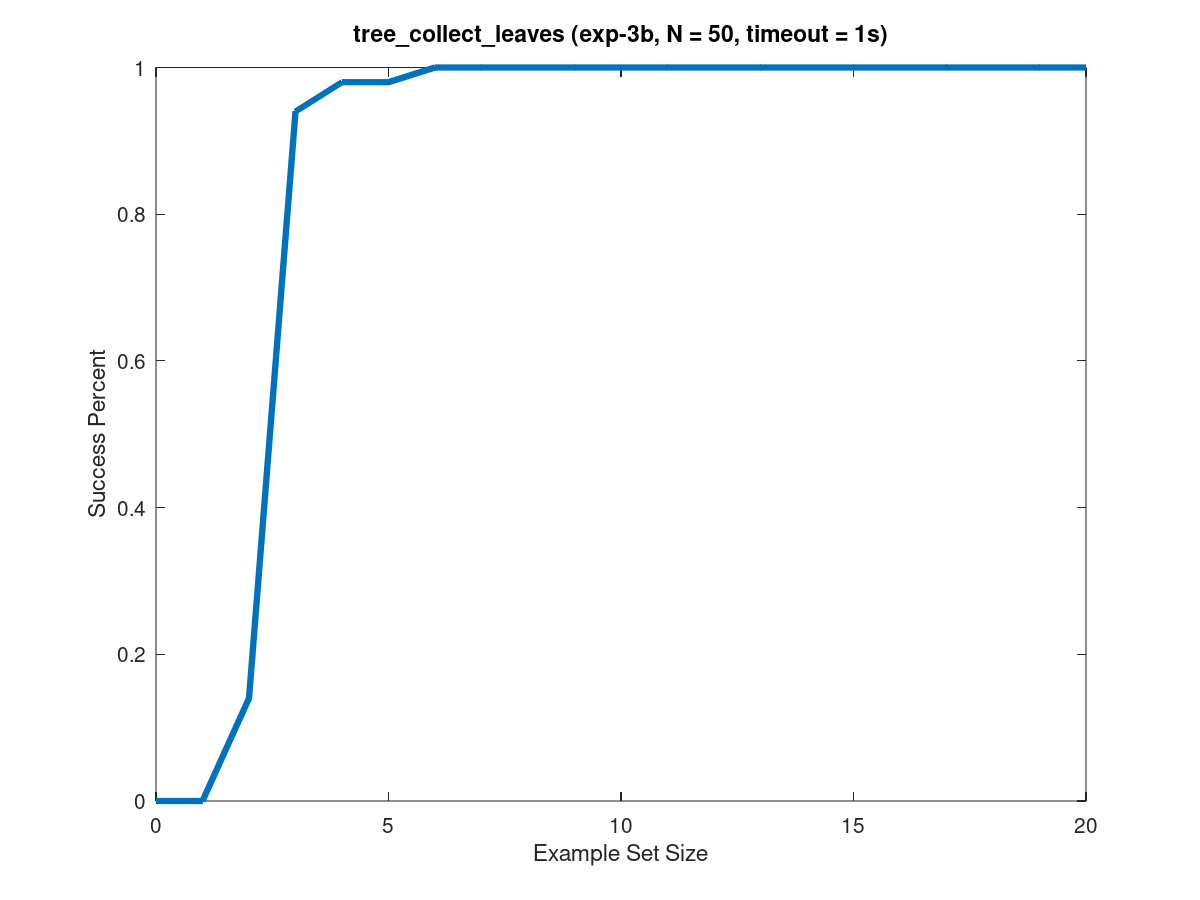 tree_collect_leaves (exp-3b, N = 50, timeout = 1s)
1
0.8
0.6
0.4
0.2
0
Success Percent
0 5 10 15 20
Example Set Size